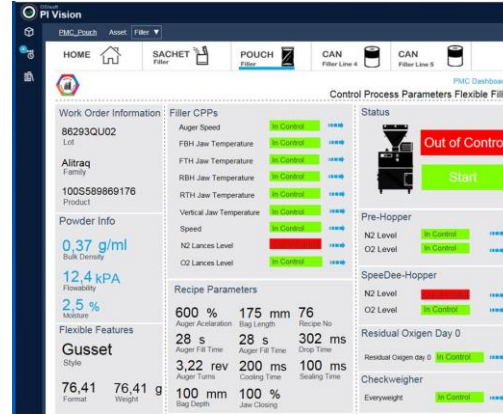 OSIsoft
PI Vision
PMC_Pouch Asset: Filler ▼
HOME
SACHET
Filler
POUCH
Filler
CAN
Filler Line 4
CAN
Filler Line 5
PMC Dashboar
Control Process Parameters Flexible Fill
Work Order Information
86293QU02
Lot
Alitraq
Family
100S589869176
Product
Powder Info
0,37 g/ml
Bulk Density
12,4 kPA
Flowability
2,5 %
Moisture
Flexible Features
Gusset
Style
76,41 76,41 g
Format Weight
Filler CPPs
Auger Speed In Control
FBH Jaw Temperature In Control
FTH Jaw Temperature In Control
RBH Jaw Temperature In Control
RTH Jaw Temperature In Control
Vertical Jaw Temperature In Control
Speed In Control
N2 Lances Level
O2 Lances Level In Control
Recipe Parameters
600 % 175 mm 76
Auger Acelaration Bag Length Recipe No
28 s 28 s 302 ms
Auger Fill Time Auger Fill Time Drop Time
3,22 rev 200 ms 100 ms
Auger Turns Cooling Time Sealing Time
100 mm 100 %
Bag Depth Jaw Closing
Status
Out of Contro
Start
Pre-Hopper
N2 Level In Control
O2 Level In Control
SpeeDee-Hopper
N2 Level
O2 Level In Control
Residual Oxigen Day 0
Residual Oxigen day 0 In Control
Checkweigher
Everyweight In Control